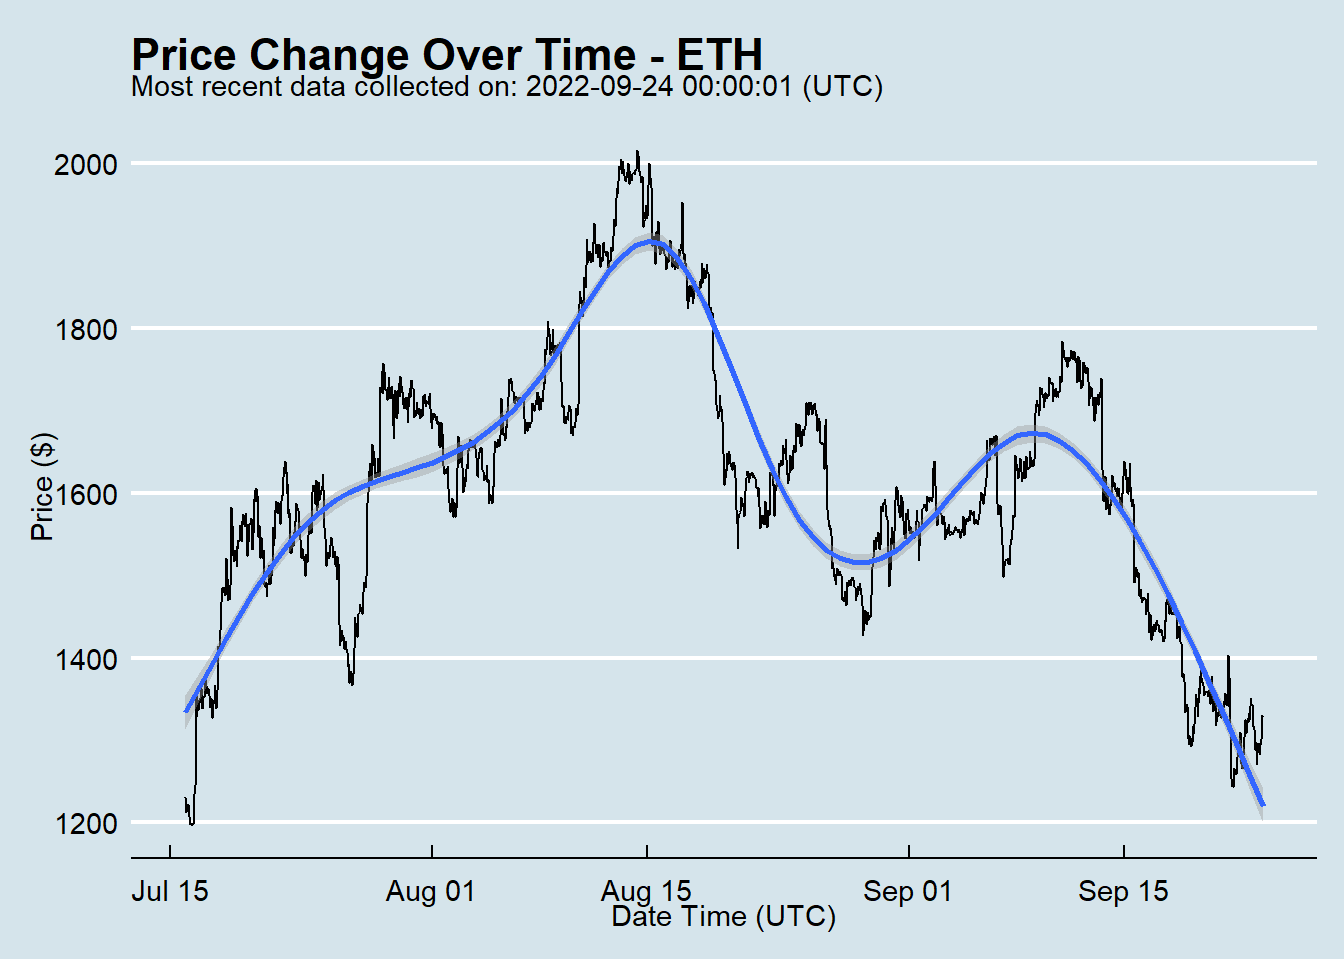 Price Change Over Time - ETH
Most recent data collected on: 2022-09-24 00:00:01 (UTC)
Price ($)
2000
1800
1600
1400
1200
Jul 15 Aug 01 Aug 15 Sep 01 Sep 15
Date Time (UTC)